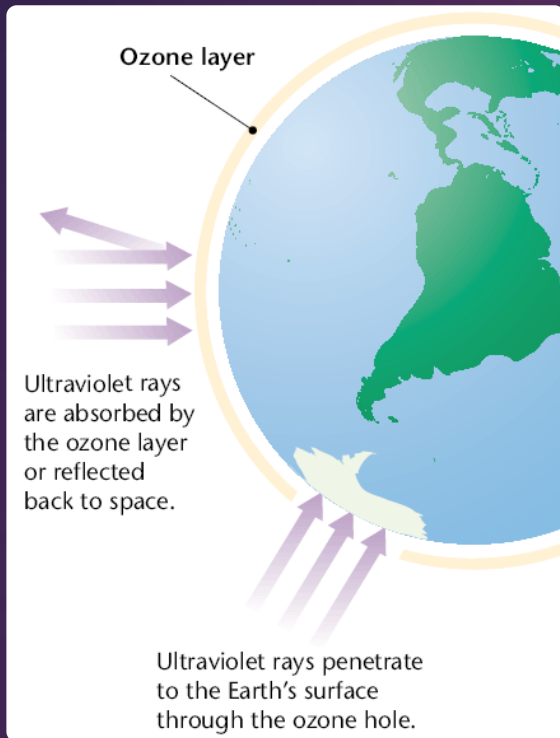 Ozone layer
Ultraviolet rays
are absorbed by
the ozone layer
or reflected
back to space.
Ultraviolet rays penetrate
to the Earth's surface
through the ozone hole.